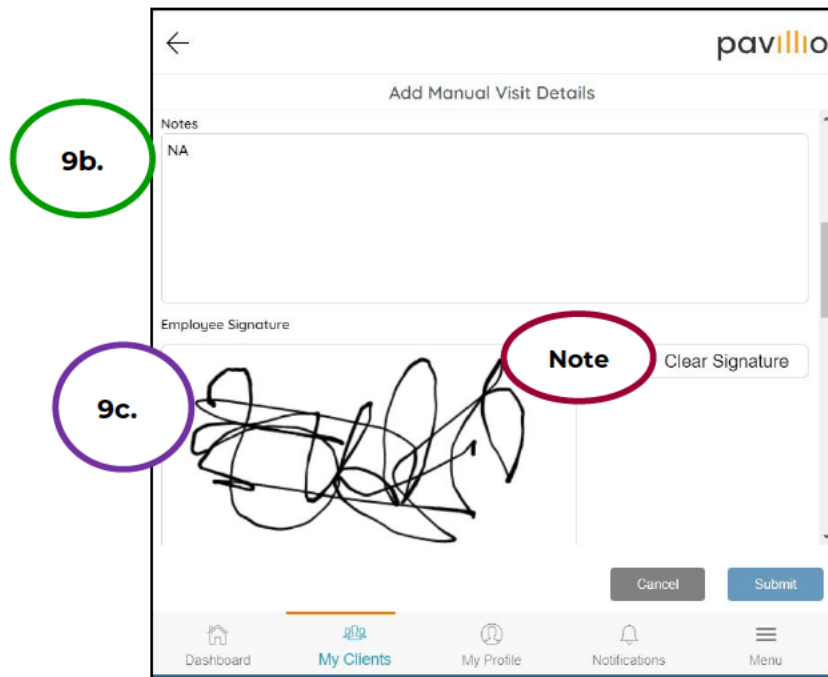 pavillio
Add Manual Visit Details
Notes
9b.
NA
Employee Signature
Note
Clear Signature
9c.
Cancel
Submit
Dashboard
My Clients
My Profile
Notifications
Menu